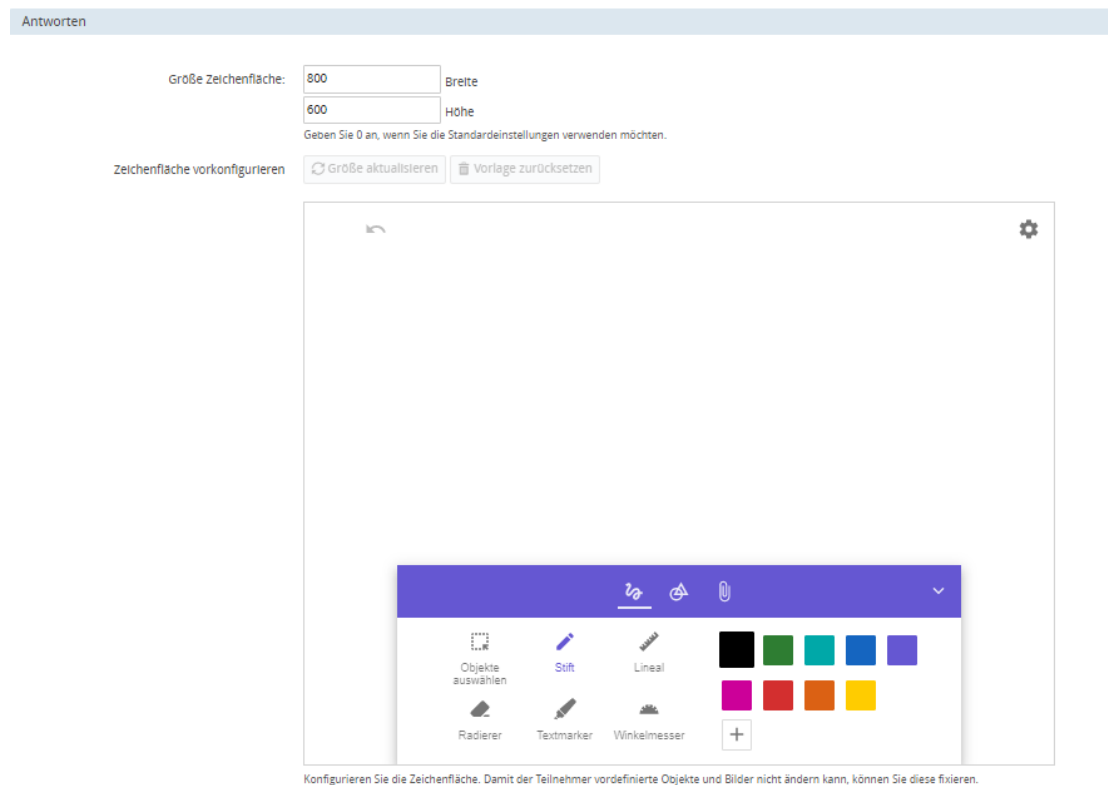 Antworten
Größe Zeichenfläche:
800
Breite
600
Höhe
Geben Sie 0 an, wenn Sie die Standardeinstellungen verwenden möchten.
Zeichenfläche vorkonfigurieren
Größe aktualisieren
Vorlage zurücksetzen
Objekte
auswählen
Stift
Lineal
Radierer
Textmarker
Winkelmesser
Konfigurieren Sie die Zeichenfläche. Damit der Teilnehmer vordefinierte Objekte und Bilder nicht ändern kann, können Sie diese fixieren.